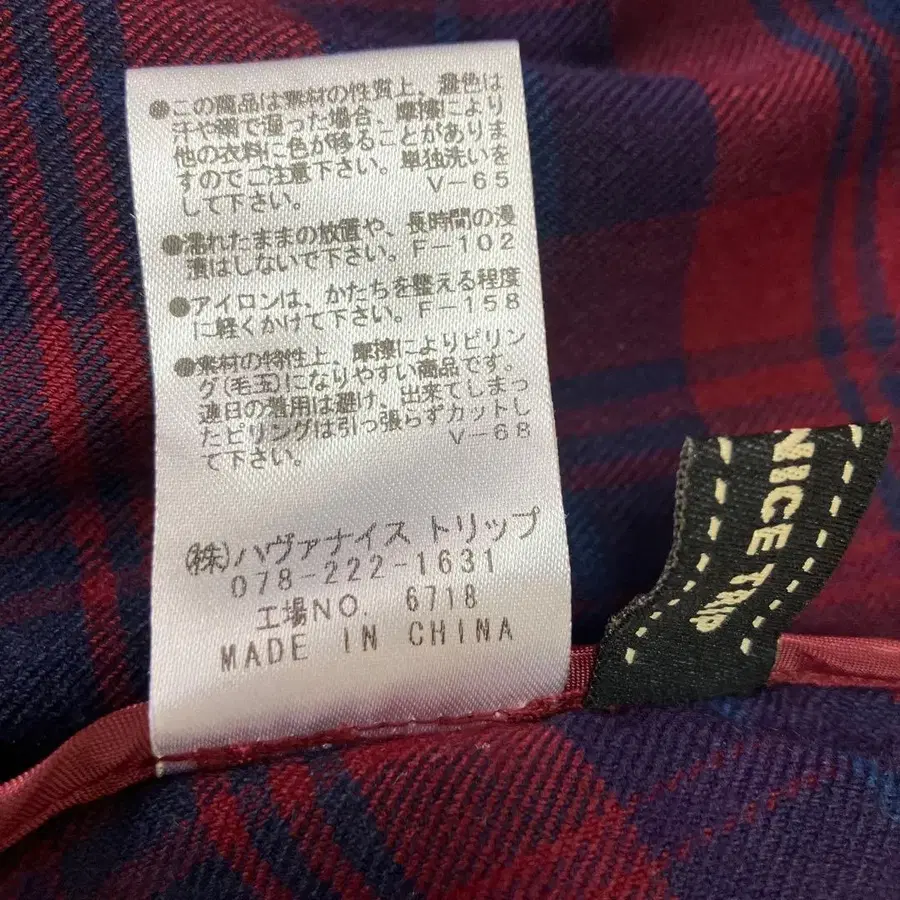 ●この商品は素材の性質上、濃色は
汗や雨で湿った場合、摩擦により
他の衣料に色が移ることがありま
すのでご注意下さい。単独洗いを
して下さい。 V-65
●濡れたままの放置や、長時間の浸
漬はしないで下さい。F-102
●アイロンは、かたちを整える程度
に軽くかけて下さい。F-158
●素材の特性上、摩擦によりピリン
グ(毛玉)になりやすい商品です。
連日の着用は避け、出来てしまっ
たピリングは引っ張らずカットし
て下さい。 V-68
(株)ハヴァナイス トリップ
078-222-1631
工場NO. 6718
MADE IN CHINA
NICE TRIP